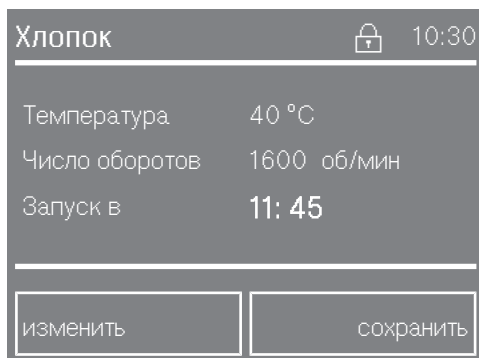 Хлопок 10:30
Температура 40 °C
Число оборотов 1600 об/мин
Запуск в 11: 45
изменить сохранить